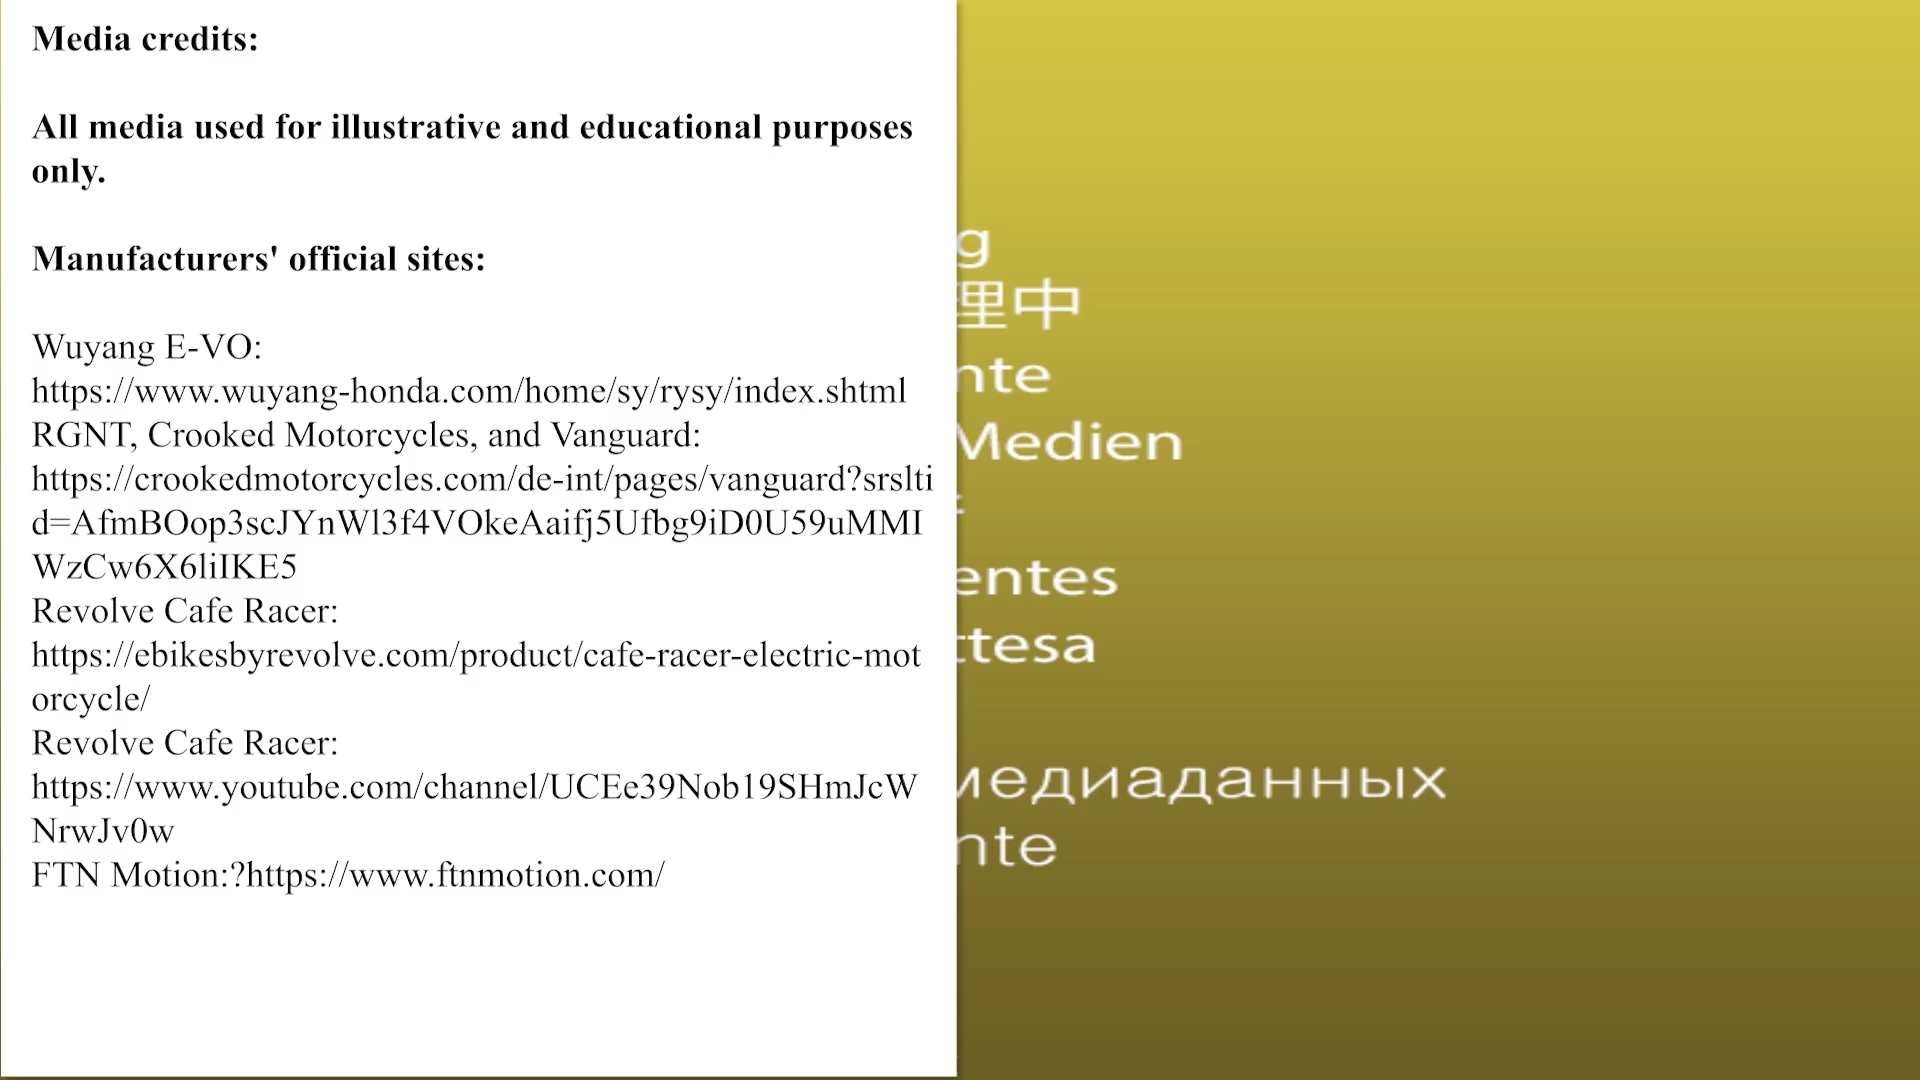 Media credits:
All media used for illustrative and educational purposes
only.
Manufacturers' official sites:
Wuyang E-VO:
https://www.wuyang-honda.com/home/sy/rysy/index.shtml
RGNT, Crooked Motorcycles, and Vanguard:
https://crookedmotorcycles.com/de-int/pages/vanguard?srslti
d=AfmBOop3scJYnWl3f4VOkeAaifj5Ufbg9iD0U59uMMI
WzCw6X6liIKE5
Revolve Cafe Racer:
https://ebikesbyrevolve.com/product/cafe-racer-electric-mot
orcycle/
Revolve Cafe Racer:
https://www.youtube.com/channel/UCEe39Nob19SHmJcW
NrwJv0w
FTN Motion:?https://www.ftnmotion.com/
g
理中
nte
Medien
entes
ttesa
медиаданных
nte